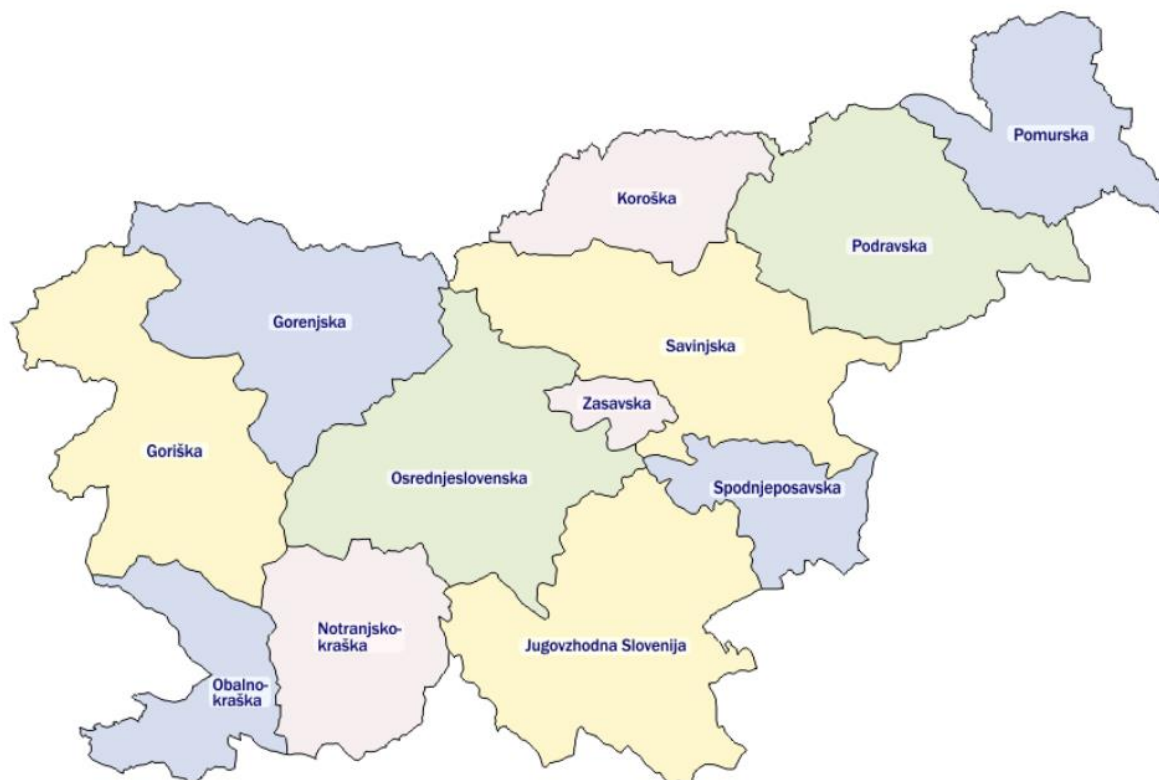 Pomurska
Koroška
Podravska
Gorenjska
Savinjska
Zasavska
Goriška
Osrednjeslovenska
Spodnjeposavska
Notranjsko-
kraška
Jugovzhodna Slovenija
Obalno-
kraška